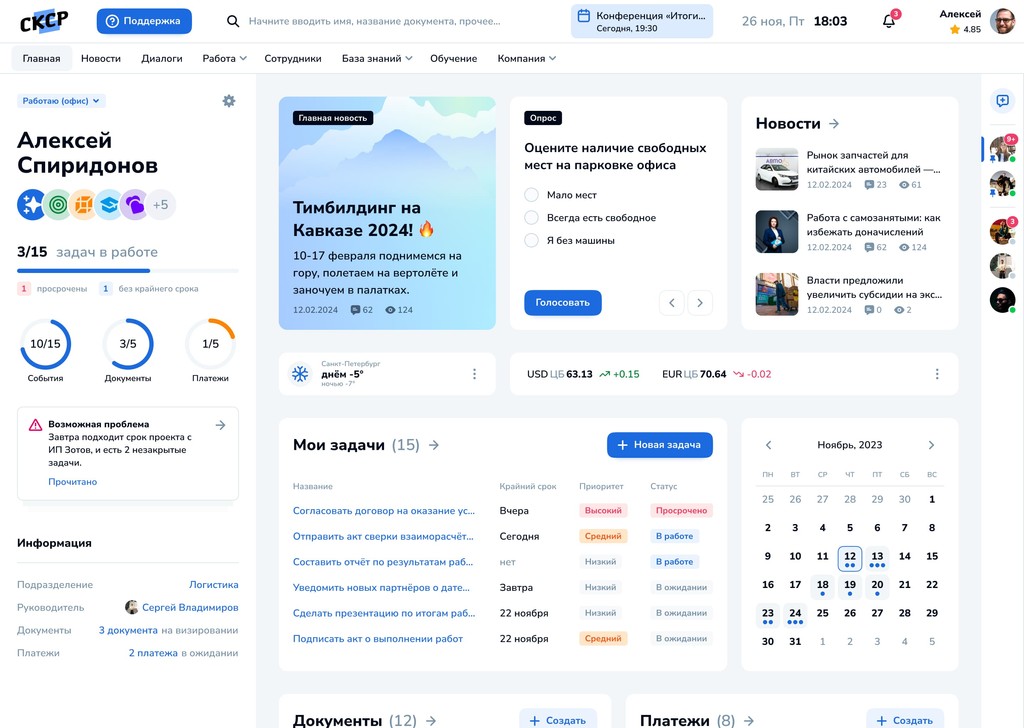 СКСР
Поддержка
Начните вводить имя, название документа, прочее...
Конференция «Итоги...
Сегодня, 19:30
26 ноя, Пт 18:03
3
Алексей
4.85
Главная
Новости
Диалоги
Работа
Сотрудники
База знаний
Обучение
Компания
Работаю (офис)
Алексей
Спиридонов
+5
3/15 задач в работе
1 просрочены
1 без крайнего срока
10/15
3/5
1/5
События
Документы
Платежи
Возможная проблема
Завтра подходит срок проекта с
ИП Зотов, и есть 2 незакрытые
задачи.
Прочитано
Информация
Подразделение Логистика
Руководитель Сергей Владимиров
Документы 3 документа на визировании
Платежи 2 платежа в ожидании
Главная новость
Тимбилдинг на
Кавказе 2024!
10-17 февраля поднимемся на
гору, полетаем на вертолёте и
заночуем в палатках.
12.02.2024 62 124
Опрос
Оцените наличие свободных
мест на парковке офиса
Мало мест
Всегда есть свободное
Я без машины
Голосовать
Новости
АВТО
Рынок запчастей для
китайских автомобилей —...
12.02.2024 23 61
Работа с самозанятыми: как
избежать доначислений
12.02.2024 62 124
Власти предложили
увеличить субсидии на экс...
12.02.2024 0 2
9+
3
Санкт-Петербург
днём -5°
ночью -7°
USD ЦБ 63.13 +0.15
EUR ЦБ 70.64 -0.02
Мои задачи (15)
Новая задача
Название Крайний срок Приоритет Статус
Согласовать договор на оказание ус... Вчера Высокий Просрочено
Отправить акт сверки взаиморасчёт... Сегодня Средний В работе
Составить отчёт по результатам раб... нет Низкий В работе
Уведомить новых партнёров о дате... Завтра Низкий В ожидании
Сделать презентацию по итогам раб... 22 ноября Низкий В ожидании
Подписать акт о выполнении работ 22 ноября Средний В ожидании
Ноябрь, 2023
ПН ВТ СР ЧТ ПТ СБ ВС
25 26 27 28 29 30 1
2 3 4 5 6 7 8
9 10 11 12 13 14 15
16 17 18 19 20 21 22
23 24 25 26 27 28 29
30 31 1 2 3 4 5
Документы (12)
Создать
Платежи (8)
Создать